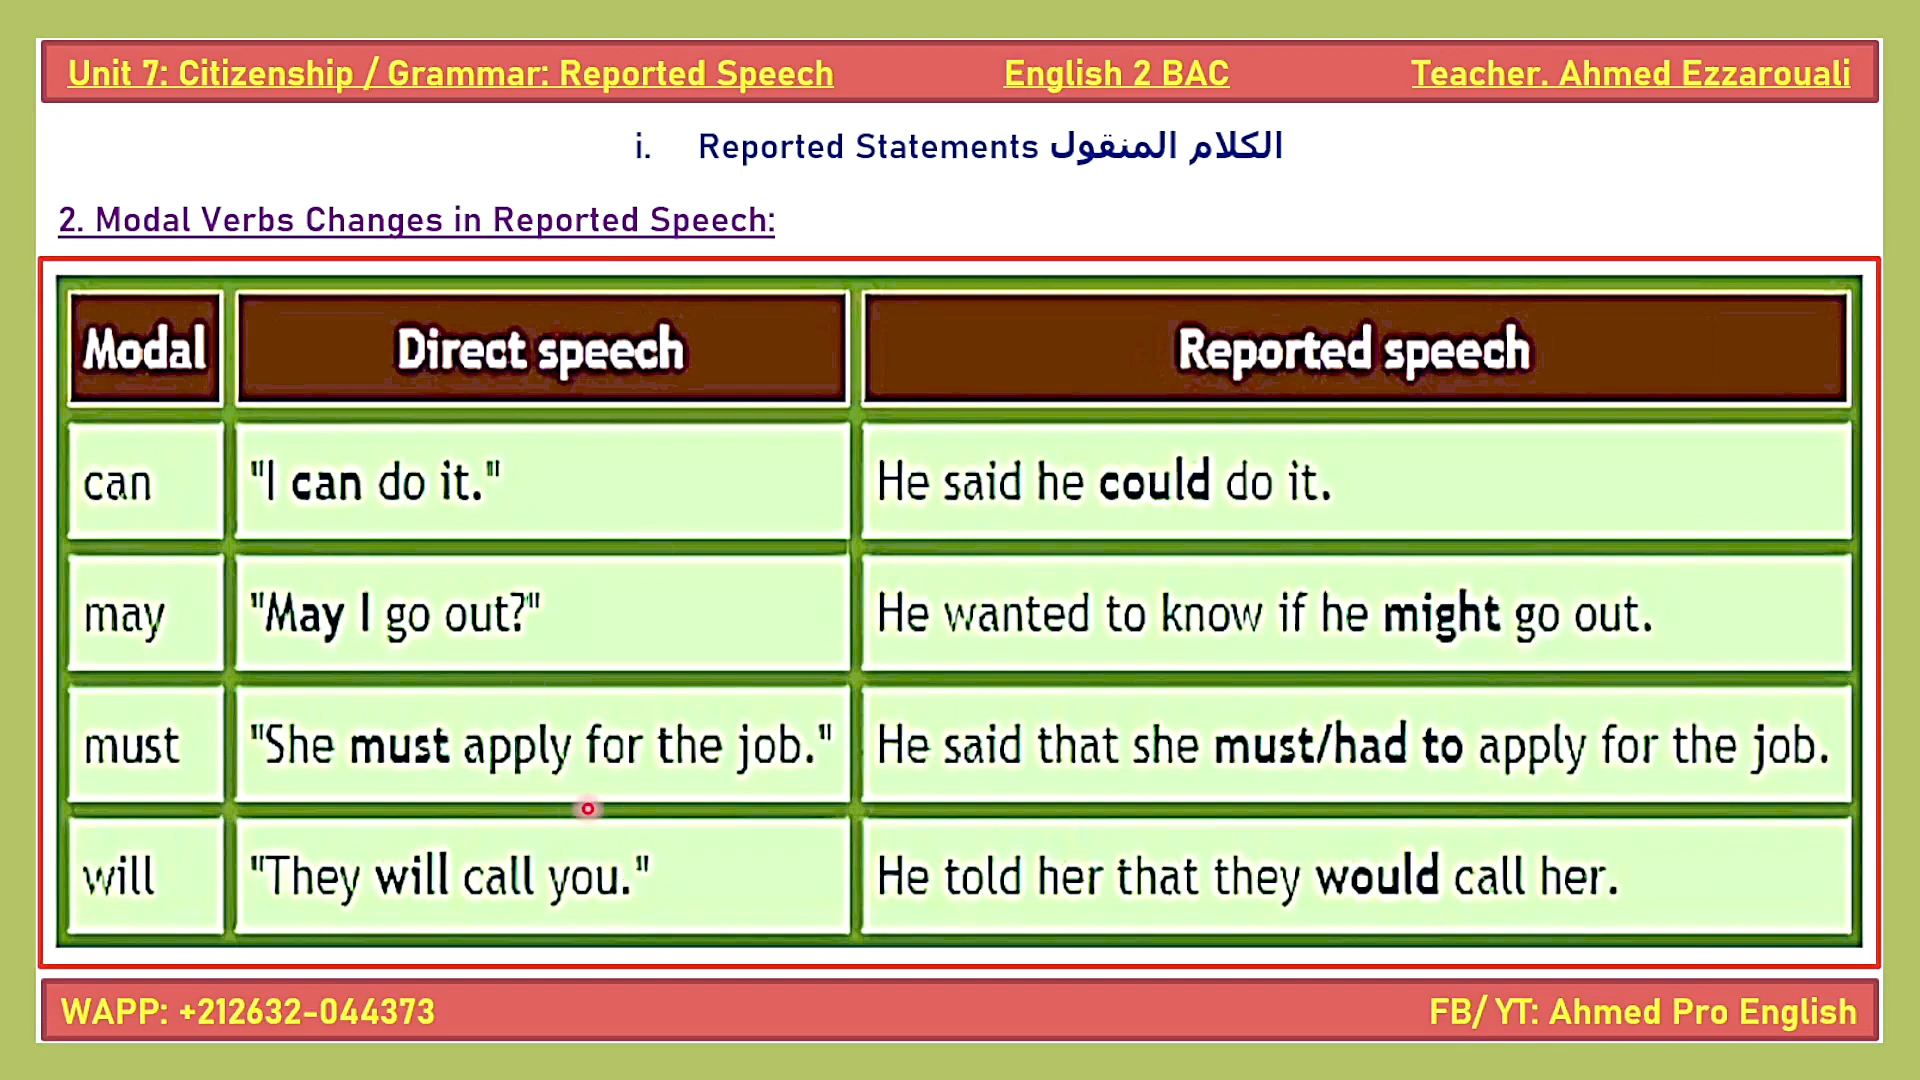 Unit 7: Citizenship / Grammar: Reported Speech English 2 BAC Teacher. Ahmed Ezzarouali
i. Reported Statements الكلام المنقول
2. Modal Verbs Changes in Reported Speech:
Modal Direct speech Reported speech
can "I can do it." He said he could do it.
may "May I go out?" He wanted to know if he might go out.
must "She must apply for the job." He said that she must/had to apply for the job.
will "They will call you." He told her that they would call her.
WAPP: +212632-044373 FB/ YT: Ahmed Pro English